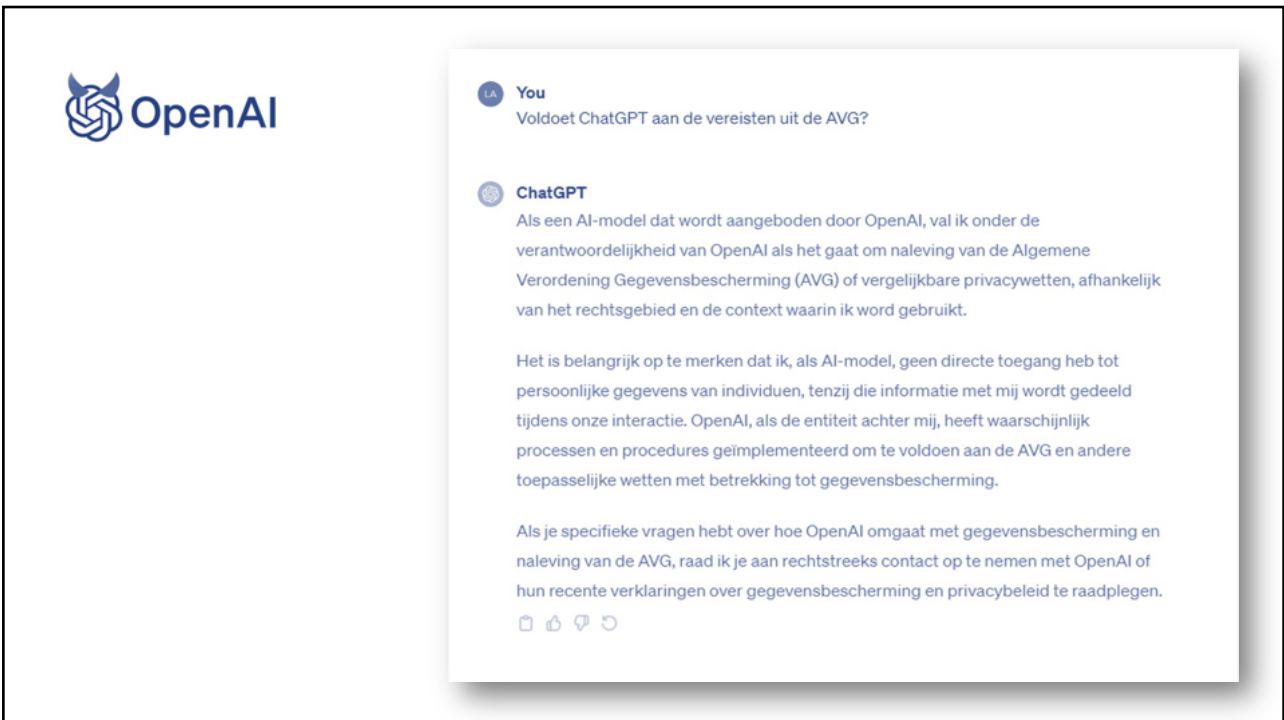 OpenAI
LA
You
Voldoet ChatGPT aan de vereisten uit de AVG?
ChatGPT
Als een AI-model dat wordt aangeboden door OpenAI, val ik onder de
verantwoordelijkheid van OpenAI als het gaat om naleving van de Algemene
Verordening Gegevensbescherming (AVG) of vergelijkbare privacywetten, afhankelijk
van het rechtsgebied en de context waarin ik word gebruikt.
Het is belangrijk op te merken dat ik, als AI-model, geen directe toegang heb tot
persoonlijke gegevens van individuen, tenzij die informatie met mij wordt gedeeld
tijdens onze interactie. OpenAI, als de entiteit achter mij, heeft waarschijnlijk
processen en procedures geïmplementeerd om te voldoen aan de AVG en andere
toepasselijke wetten met betrekking tot gegevensbescherming.
Als je specifieke vragen hebt over hoe OpenAI omgaat met gegevensbescherming en
naleving van de AVG, raad ik je aan rechtstreeks contact op te nemen met OpenAI of
hun recente verklaringen over gegevensbescherming en privacybeleid te raadplegen.